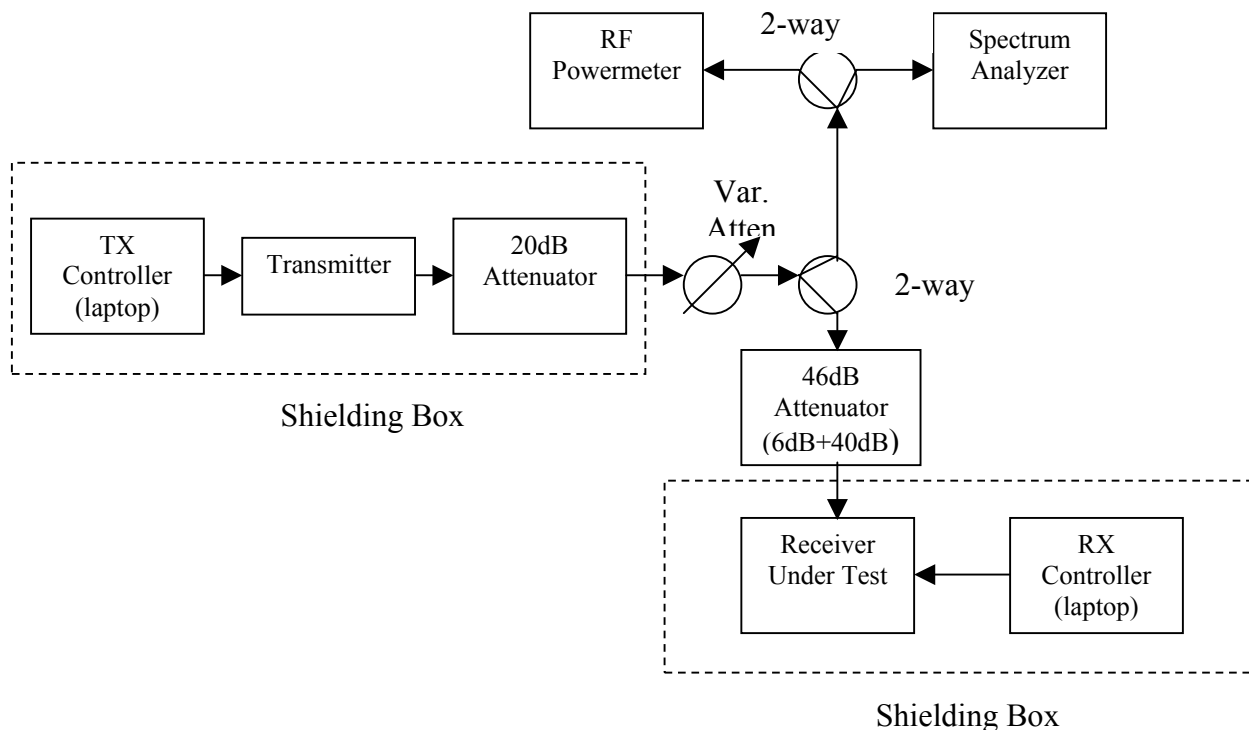 2-way
RF
Powermeter
Spectrum
Analyzer
TX
Controller
(laptop)
Transmitter
20dB
Attenuator
Var.
Atten
2-way
Shielding Box
46dB
Attenuator
(6dB+40dB)
Receiver
Under Test
RX
Controller
(laptop)
Shielding Box